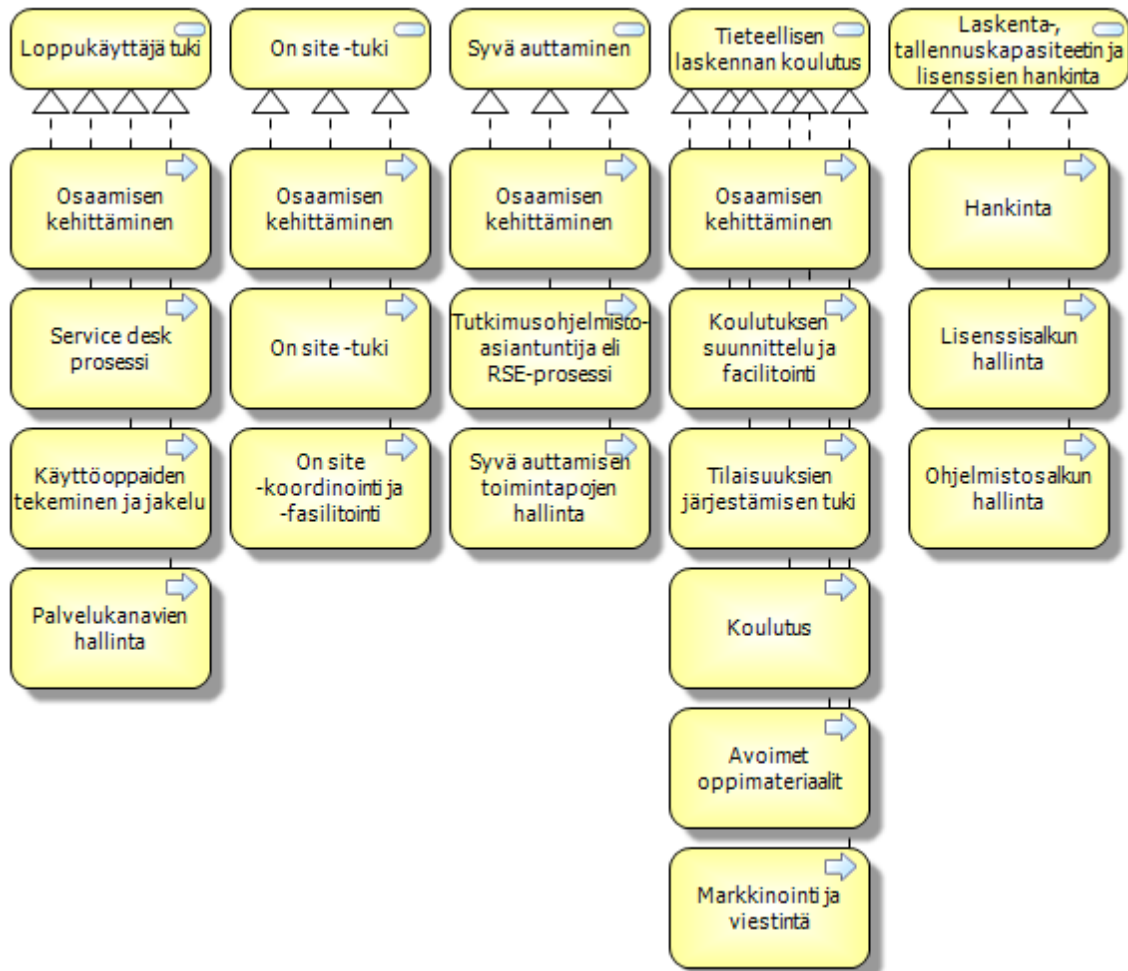 Loppukäyttäjä tuki
On site -tuki
Syvä auttaminen
Tieteellisen
laskennan koulutus
Laskenta-,
tallennuskapasiteetin ja
lisenssien hankinta
Osaamisen
kehittäminen
Osaamisen
kehittäminen
Osaamisen
kehittäminen
Osaamisen
kehittäminen
Hankinta
Service desk
prosessi
On site -tuki
Tutkimusohjelmisto-
asiantuntija eli
RSE-prosessi
Koulutuksen
suunnittelu ja
facilitointi
Lisenssisalkun
hallinta
Käyttöoppaiden
tekeminen ja jakelu
On site
-koordinointi ja
-fasilitointi
Syvä auttamisen
toimintapojen
hallinta
Tilaisuuksien
järjestämisen tuki
Ohjelmistosalkun
hallinta
Palvelukanavien
hallinta
Koulutus
Avoimet
oppimateriaalit
Markkinointi ja
viestintä